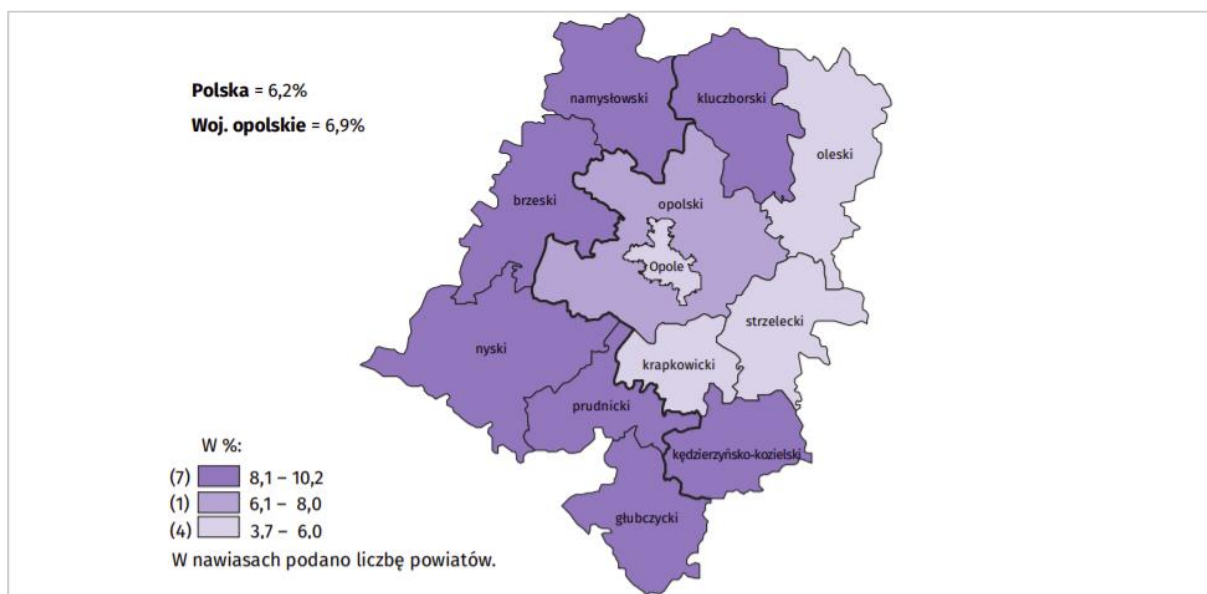 Polska = 6,2%
Woj. opolskie = 6,9%
namysłowski
kluczborski
oleski
brzeski
opolski
Opole
strzelecki
nyski
krapkowicki
prudnicki
kędzierzyńsko-kozielski
głubczycki
W %:
(7) 8,1 – 10,2
(1) 6,1 – 8,0
(4) 3,7 – 6,0
W nawiasach podano liczbę powiatów.